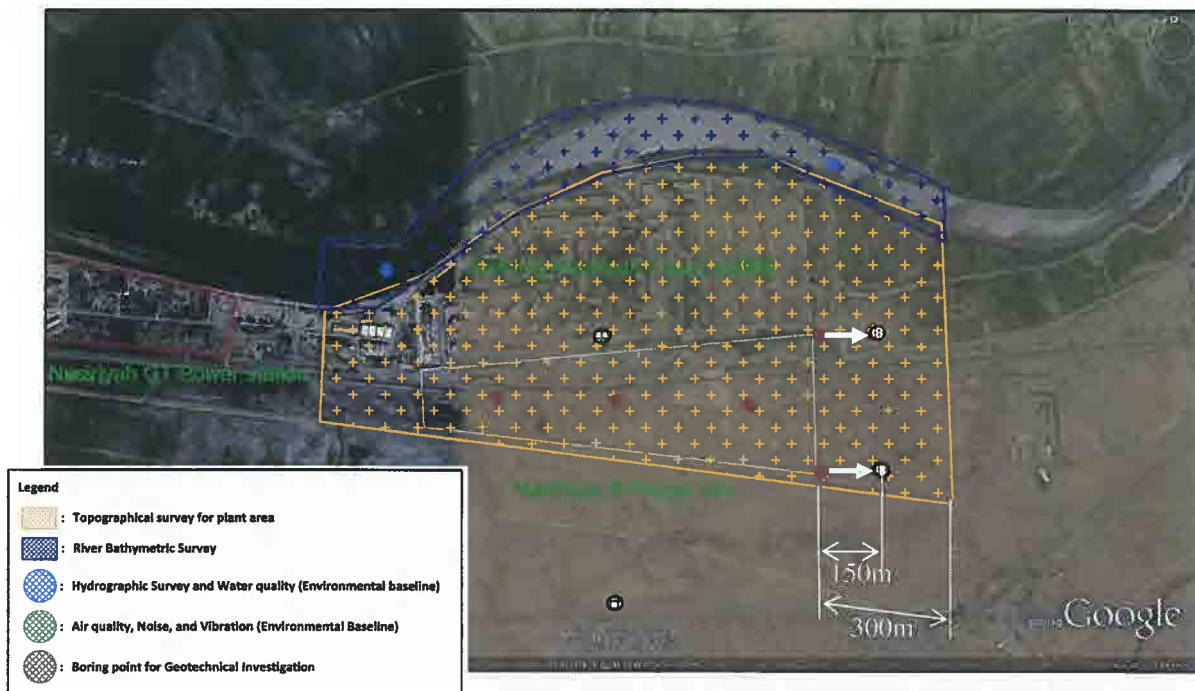 Nasiriyah GT Power Station
150m
300m
Google
Legend
: Topographical survey for plant area
: River Bathymetric Survey
: Hydrographic Survey and Water quality (Environmental baseline)
: Air quality, Noise, and Vibration (Environmental Baseline)
: Boring point for Geotechnical Investigation